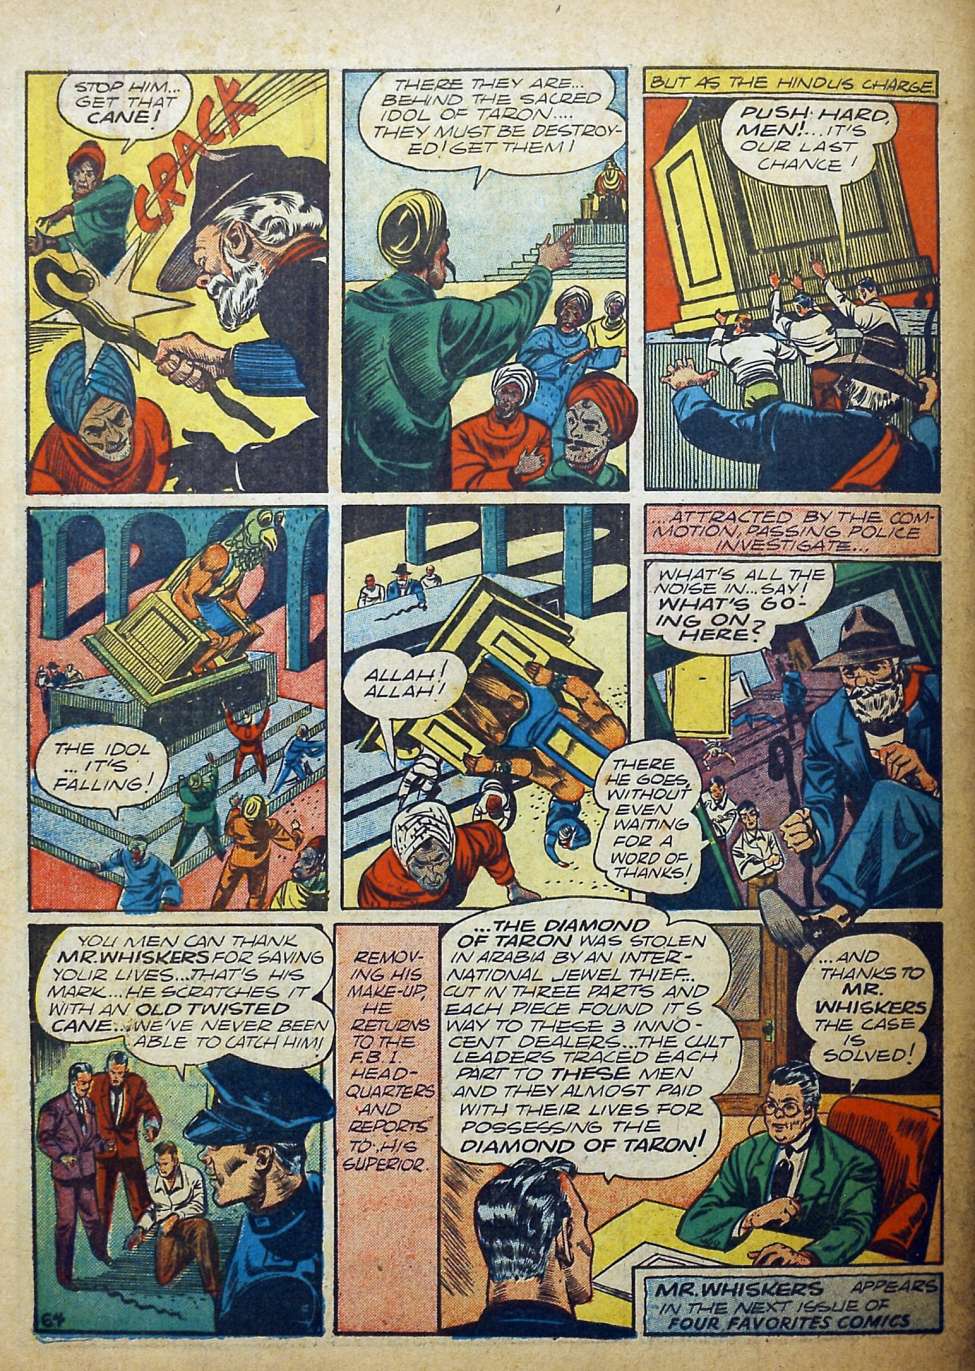 STOP HIM...
GET THAT
CANE!
CRACK
THERE THEY ARE...
BEHIND THE SACRED
IDOL OF TARON....
THEY MUST BE DESTROY-
ED! GET THEM!
BUT AS THE HINDUS CHARGE
PUSH HARD,
MEN!...IT'S
OUR LAST
CHANCE!
THE IDOL
...IT'S
FALLING!
ALLAH!
ALLAH!
...ATTRACTED BY THE COM-
MOTION, PASSING POLICE
INVESTIGATE...
WHAT'S ALL THE
NOISE IN...SAY!
WHAT'S GO-
ING ON
HERE?
THERE
HE GOES,
WITHOUT
EVEN
WAITING
FOR A
WORD OF
THANKS!
YOU MEN CAN THANK
MR. WHISKERS FOR SAVING
YOUR LIVES...THAT'S HIS
MARK...HE SCRATCHES IT
WITH AN OLD TWISTED
CANE...WE'VE NEVER BEEN
ABLE TO CATCH HIM!
64
REMOV-
ING HIS
MAKE-UP,
HE
RETURNS
TO THE
F.B.I.
HEAD-
QUARTERS
AND
REPORTS
TO HIS
SUPERIOR.
...THE DIAMOND
OF TARON WAS STOLEN
IN ARABIA BY AN INTER-
NATIONAL JEWEL THIEF..
CUT IN THREE PARTS AND
EACH PIECE FOUND IT'S
WAY TO THESE 3 INNO-
CENT DEALERS...THE CULT
LEADERS TRACED EACH
PART TO THESE MEN
AND THEY ALMOST PAID
WITH THEIR LIVES FOR
POSSESSING THE
DIAMOND OF TARON!
...AND
THANKS TO
MR.
WHISKERS
THE CASE
IS
SOLVED!
MR. WHISKERS APPEARS
IN THE NEXT ISSUE OF
FOUR FAVORITES COMICS